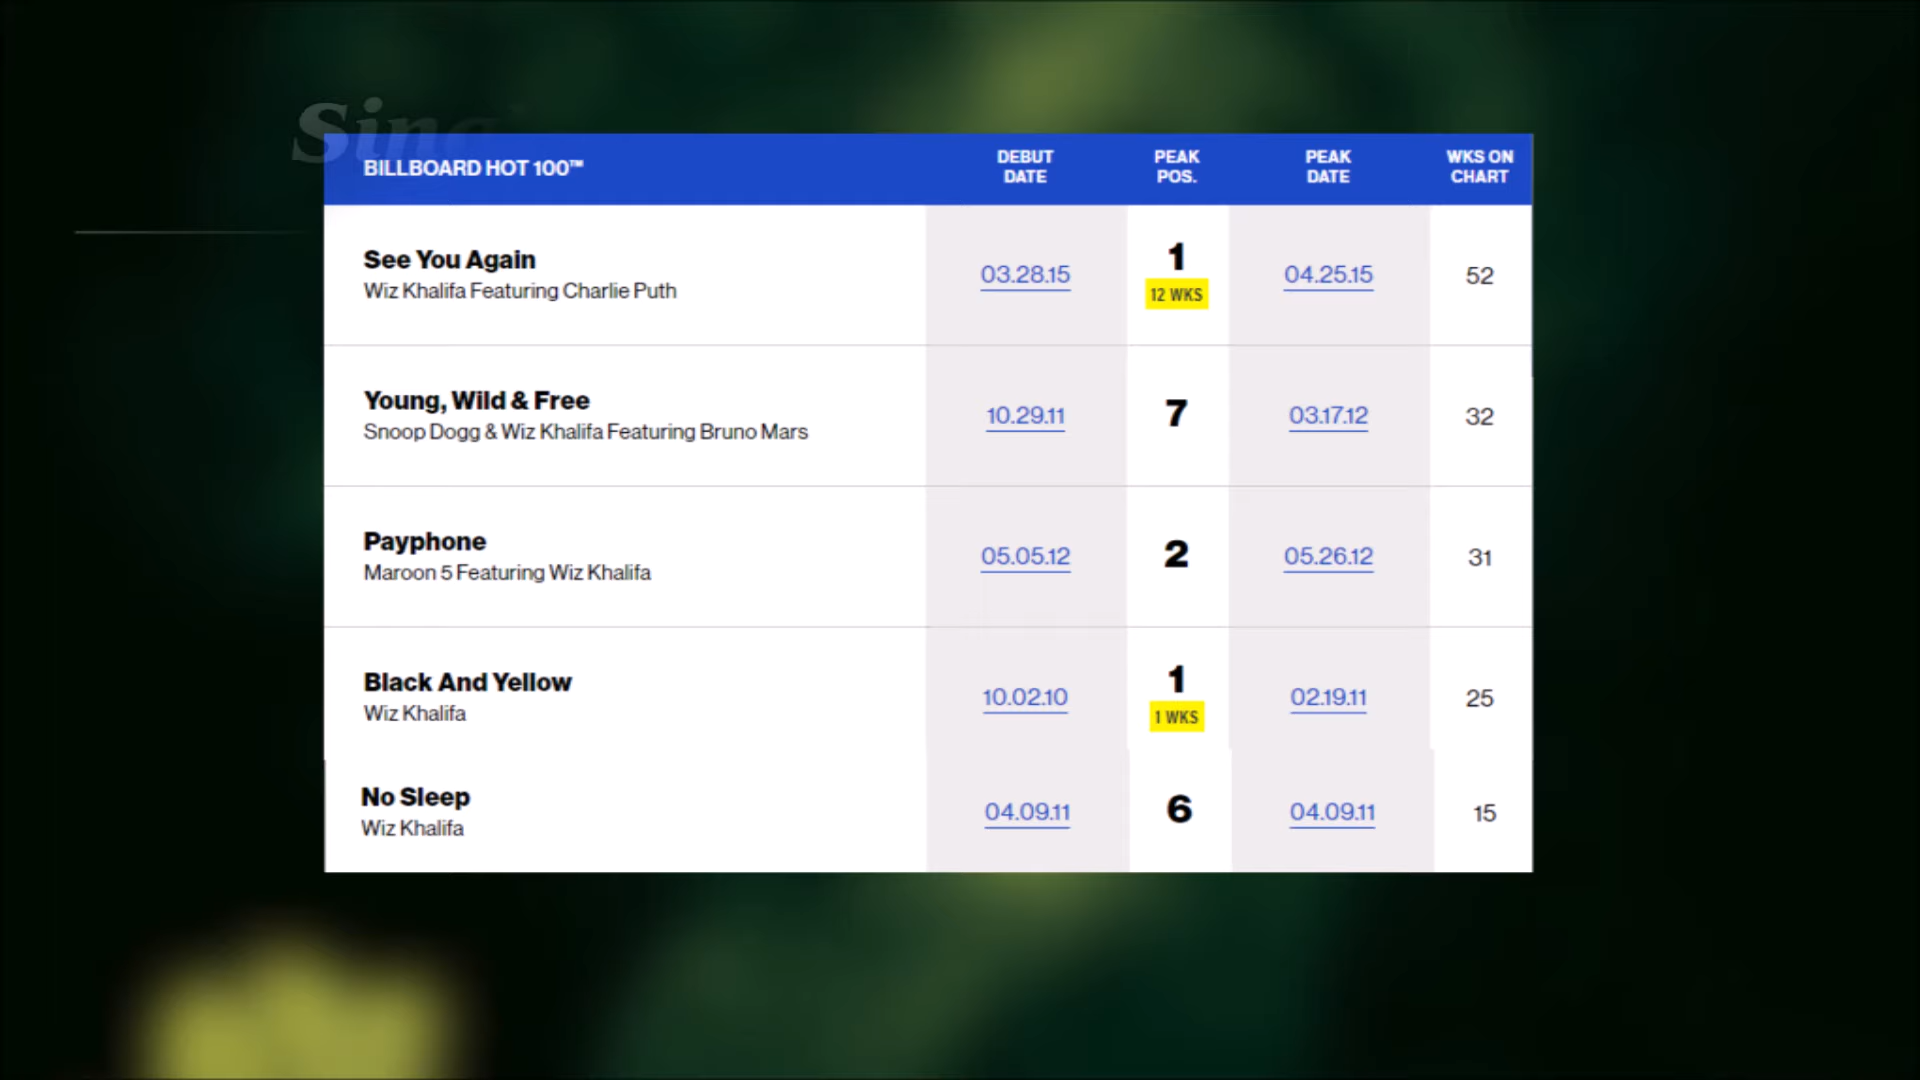 BILLBOARD HOT 100™ DEBUT DATE PEAK POS. PEAK DATE WKS ON CHART
See You Again
Wiz Khalifa Featuring Charlie Puth
03.28.15 1 04.25.15 52
12 WKS
Young, Wild & Free
Snoop Dogg & Wiz Khalifa Featuring Bruno Mars
10.29.11 7 03.17.12 32
Payphone
Maroon 5 Featuring Wiz Khalifa
05.05.12 2 05.26.12 31
Black And Yellow
Wiz Khalifa
10.02.10 1 02.19.11 25
1 WKS
No Sleep
Wiz Khalifa
04.09.11 6 04.09.11 15